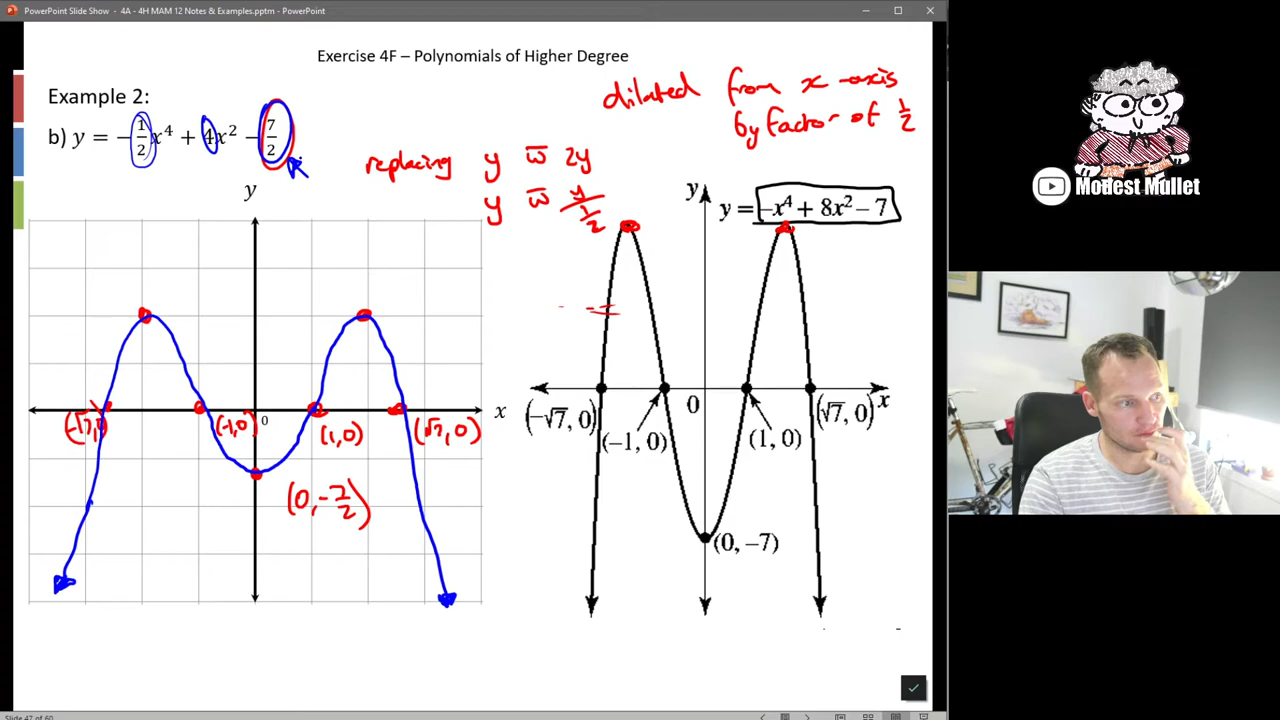 PowerPoint Slide Show - 4A - 4H MAM 12 Notes & Examples.pptm - PowerPoint
Exercise 4F – Polynomials of Higher Degree
Example 2:
b) y = −1/2x⁴ + 4x² − 7/2
dilated from x-axis
by factor of 1/2
replacing y w̅ 2y
y w̅ y/(1/2)
y
x
0
(-√7, 0)
(-1,0)
(1,0)
(√7, 0)
(0, -7/2)
y
y = −x⁴ + 8x² − 7
0
x
(−√7, 0)
(−1, 0)
(1, 0)
(√7, 0)
(0, −7)
Modest Mullet
Slide 47 of 60